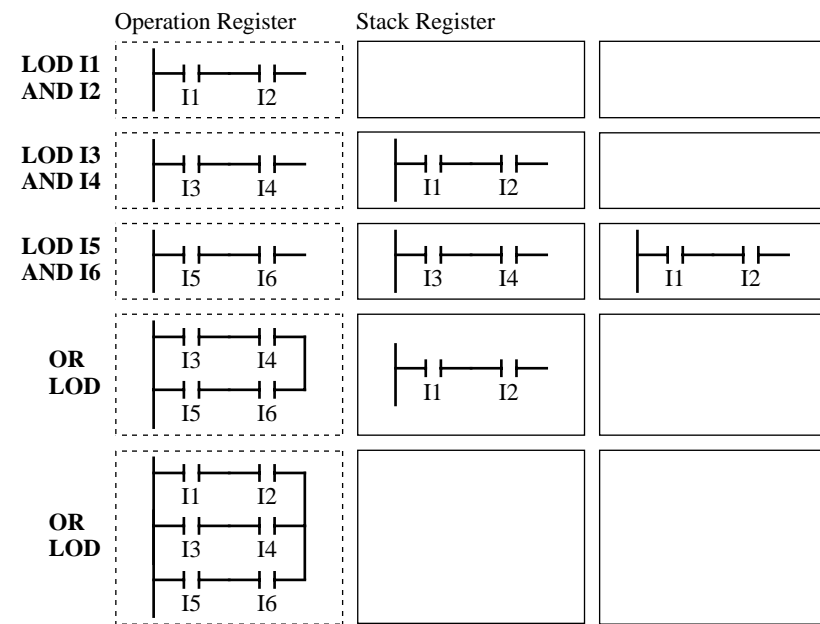 Operation Register Stack Register
LOD I1
AND I2
I1 I2
LOD I3
AND I4
I3 I4 I1 I2
LOD I5
AND I6
I5 I6 I3 I4 I1 I2
OR
LOD
I3 I4
I5 I6
I1 I2
OR
LOD
I1 I2
I3 I4
I5 I6